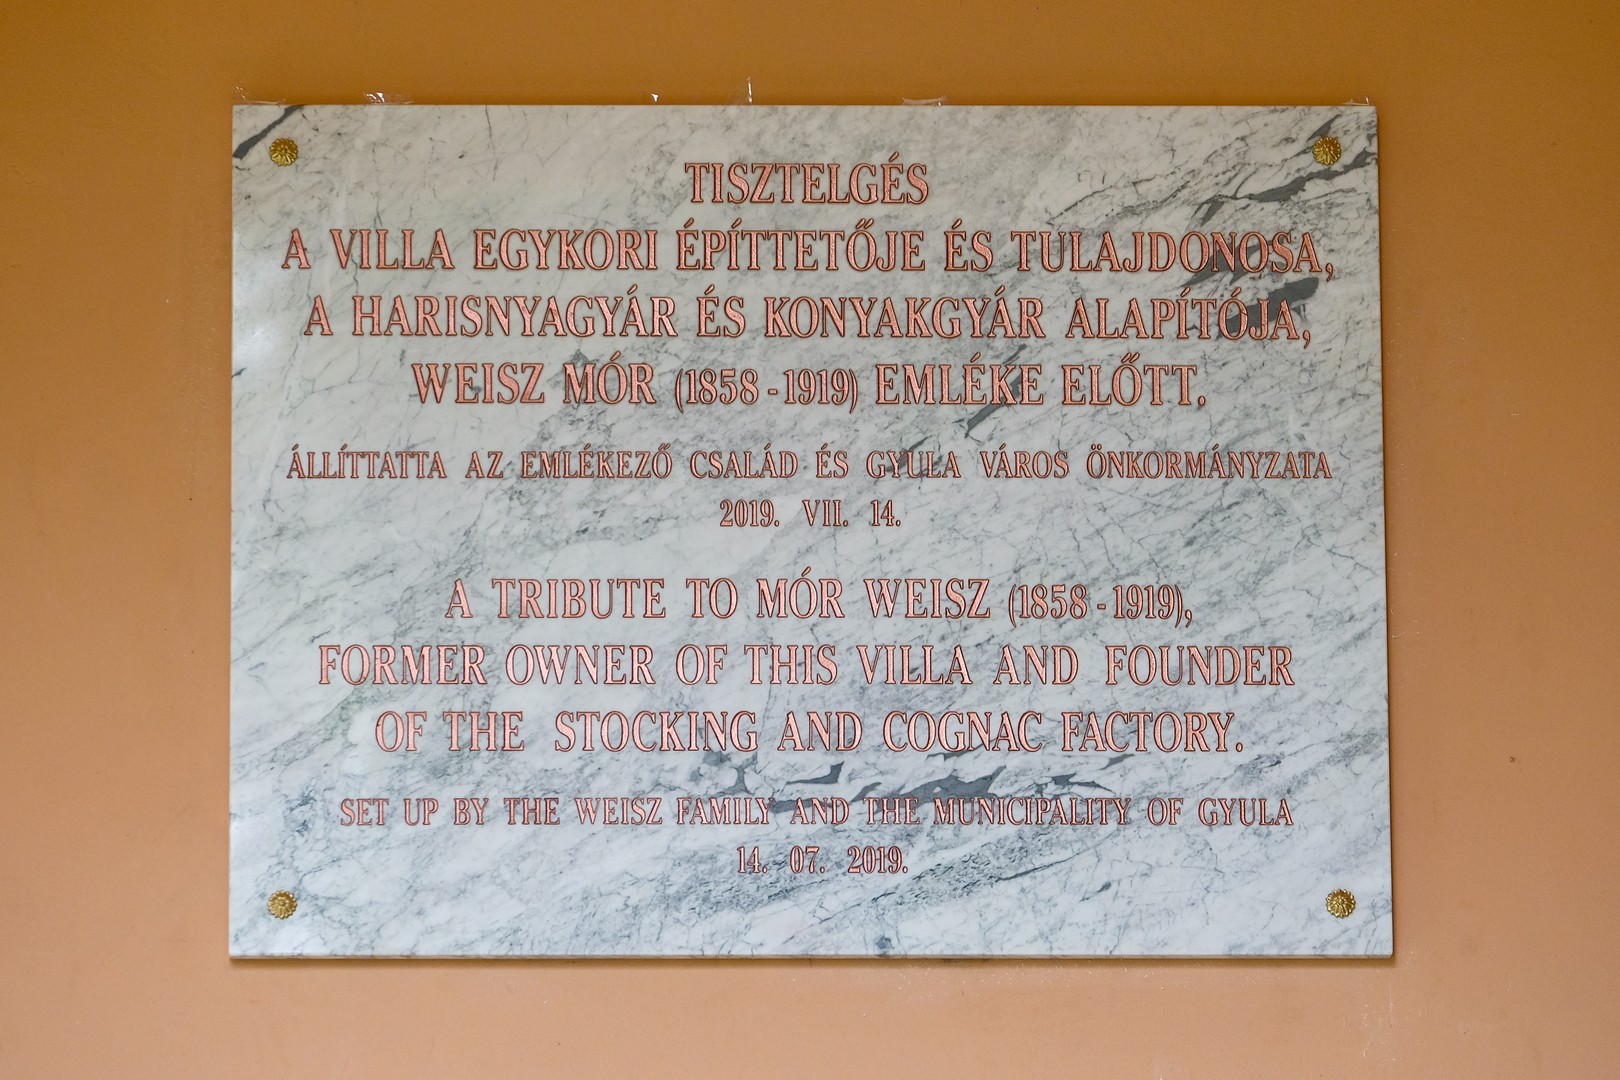 TISZTELGÉS
A VILLA EGYKORI ÉPÍTTETŐJE ÉS TULAJDONOSA,
A HARISNYAGYÁR ÉS KONYAKGYÁR ALAPÍTÓJA,
WEISZ MÓR (1858 - 1919) EMLÉKE ELŐTT.
ÁLLÍTTATTA AZ EMLÉKEZŐ CSALÁD ÉS GYULA VÁROS ÖNKORMÁNYZATA
2019. VII. 14.
A TRIBUTE TO MÓR WEISZ (1858 - 1919),
FORMER OWNER OF THIS VILLA AND FOUNDER
OF THE STOCKING AND COGNAC FACTORY.
SET UP BY THE WEISZ FAMILY AND THE MUNICIPALITY OF GYULA
14. 07. 2019.